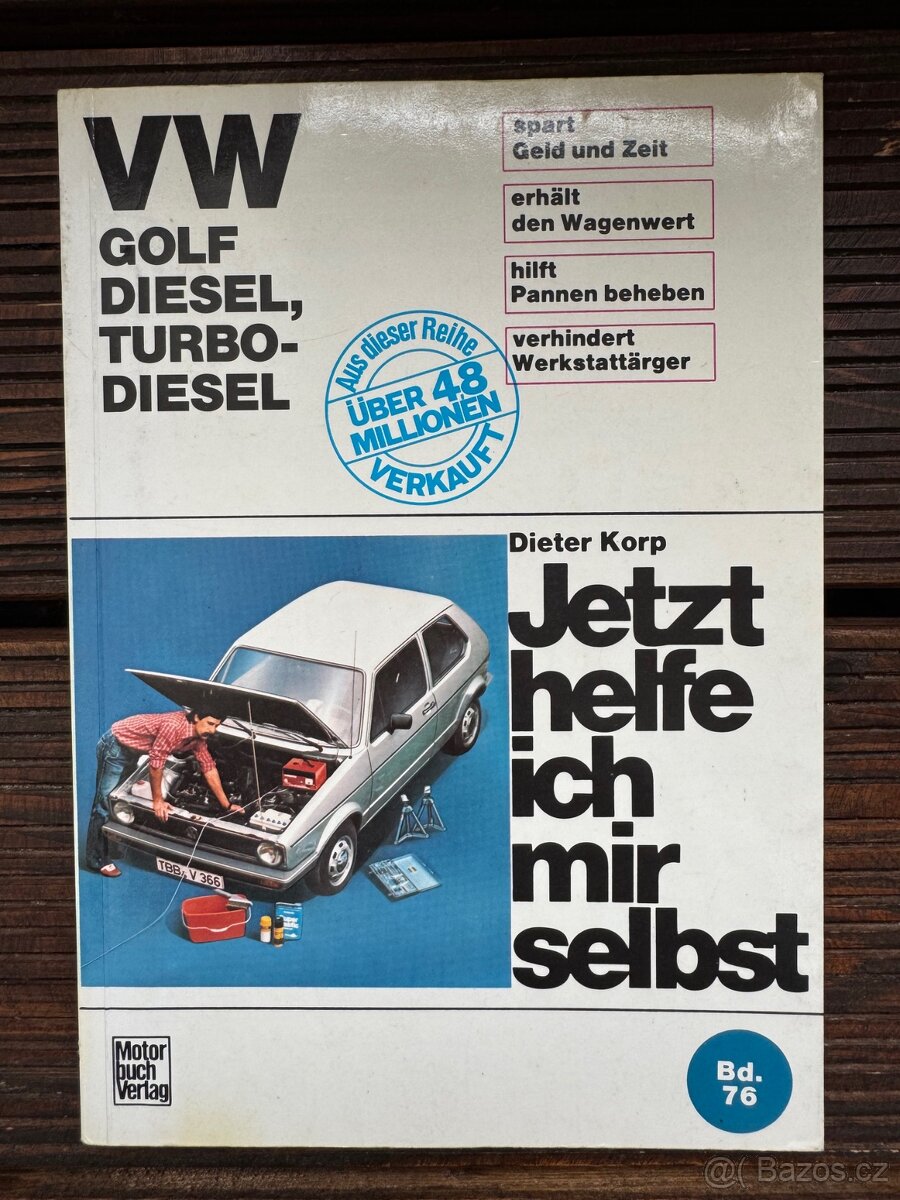 VW
GOLF
DIESEL,
TURBO-
DIESEL
spart
Geld und Zeit
erhält
den Wagenwert
hilft
Pannen beheben
verhindert
Werkstattärger
Aus dieser Reihe
ÜBER 48
MILLIONEN
VERKAUFT
Dieter Korp
Jetzt
helfe
ich
mir
selbst
TBB V 366
Motor
buch
Verlag
Bd.
76
@( Bazos.cz